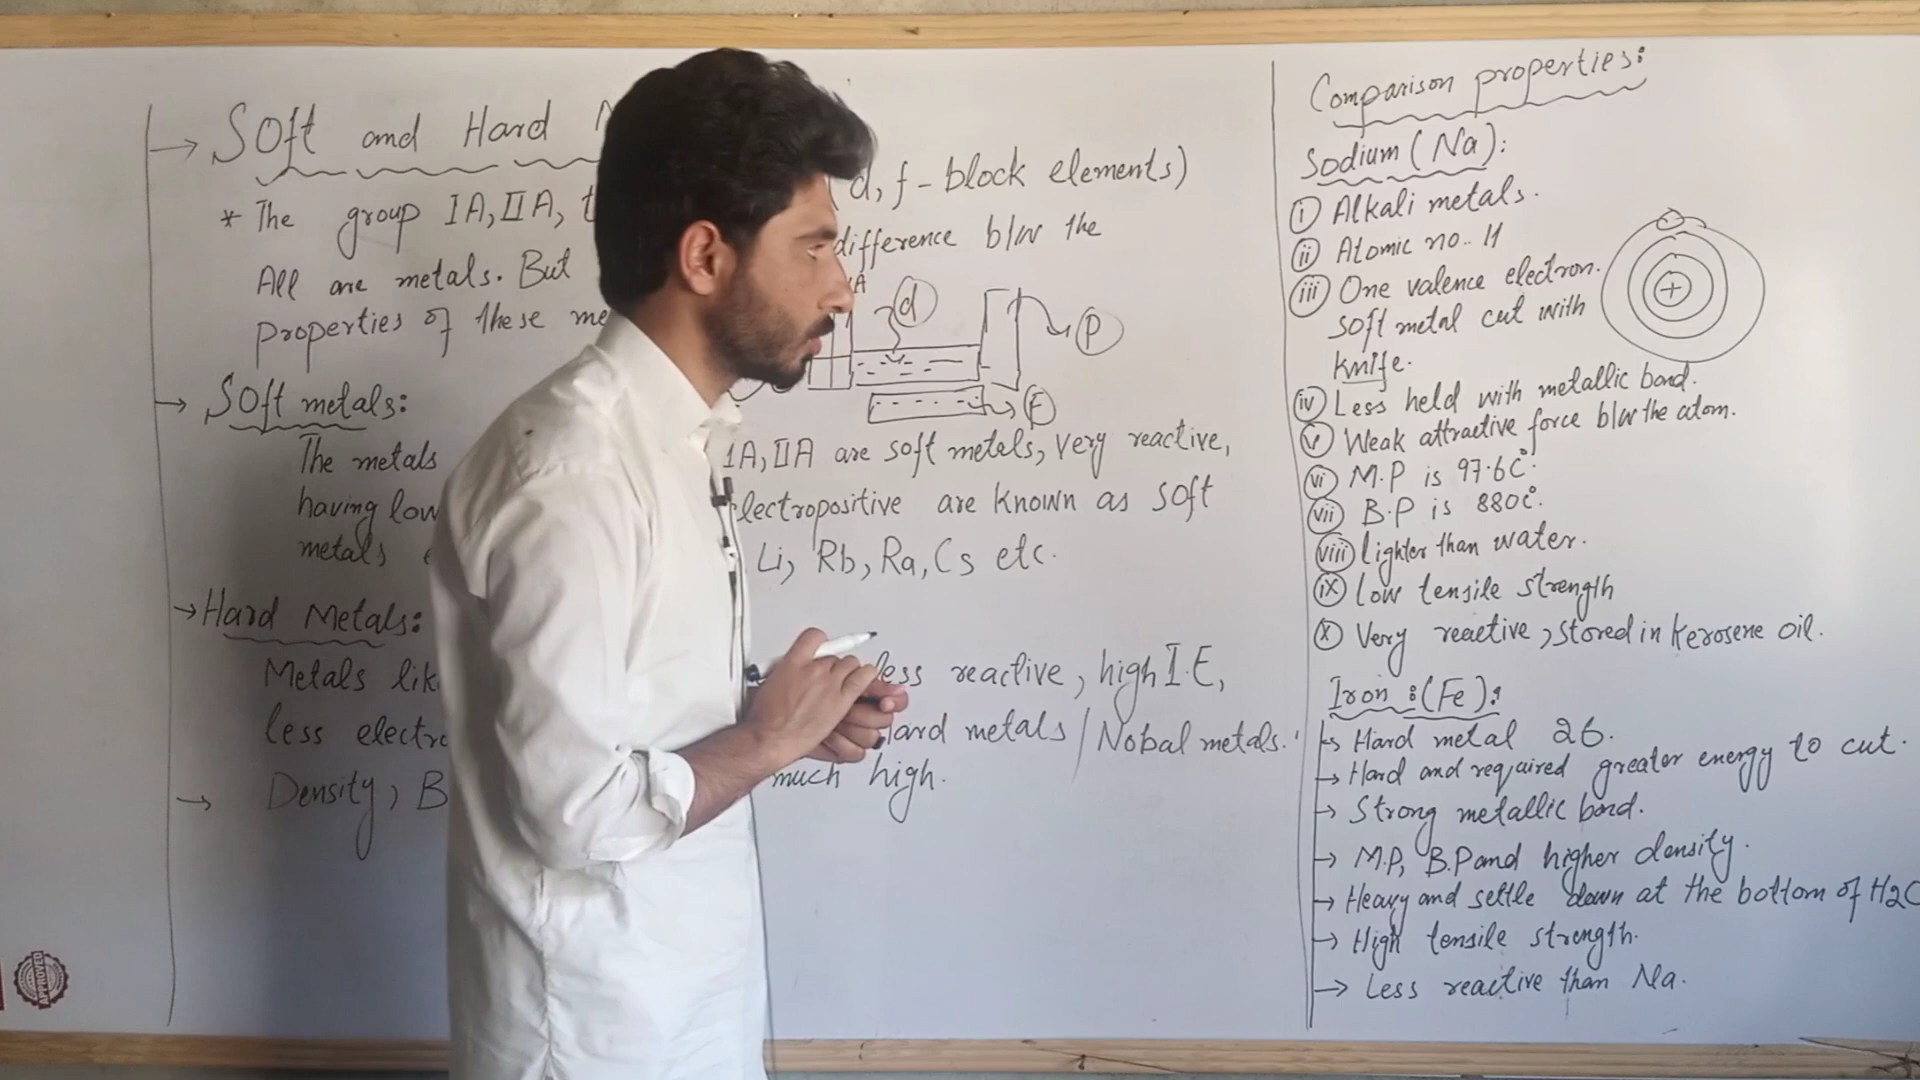 → Soft and Hard
* The group IA, IIA, (d, f - block elements)
All are metals. But difference b/w the
properties of these me
A
d
P
F
→ Soft metals:
The metals IA, IIA are soft metals, very reactive,
having low electropositive are known as soft
metals Li, Rb, Ra, Cs etc.
→ Hard Metals:
Metals lik less reactive, high I.E,
less electro Hard metals / Nobal metals.
→ Density, B much high.
Comparison properties:
Sodium (Na):
(i) Alkali metals.
(ii) Atomic no.. 11
(iii) One valence electron.
soft metal cut with
knife.
+
(iv) Less held with metallic bond.
(v) Weak attractive force b/w the atom.
(vi) M.P is 97.6C°.
(vii) B.P is 880C°.
(viii) lighter than water.
(ix) low tensile strength
(x) Very reactive, stored in Kerosene oil.
Iron :(Fe):
→ Hard metal 26.
→ Hard and required greater energy to cut.
→ Strong metallic bond.
→ M.P, B.P and higher density.
→ Heavy and settle down at the bottom of H2O
→ High tensile strength.
→ Less reactive than Na.
APPROVED